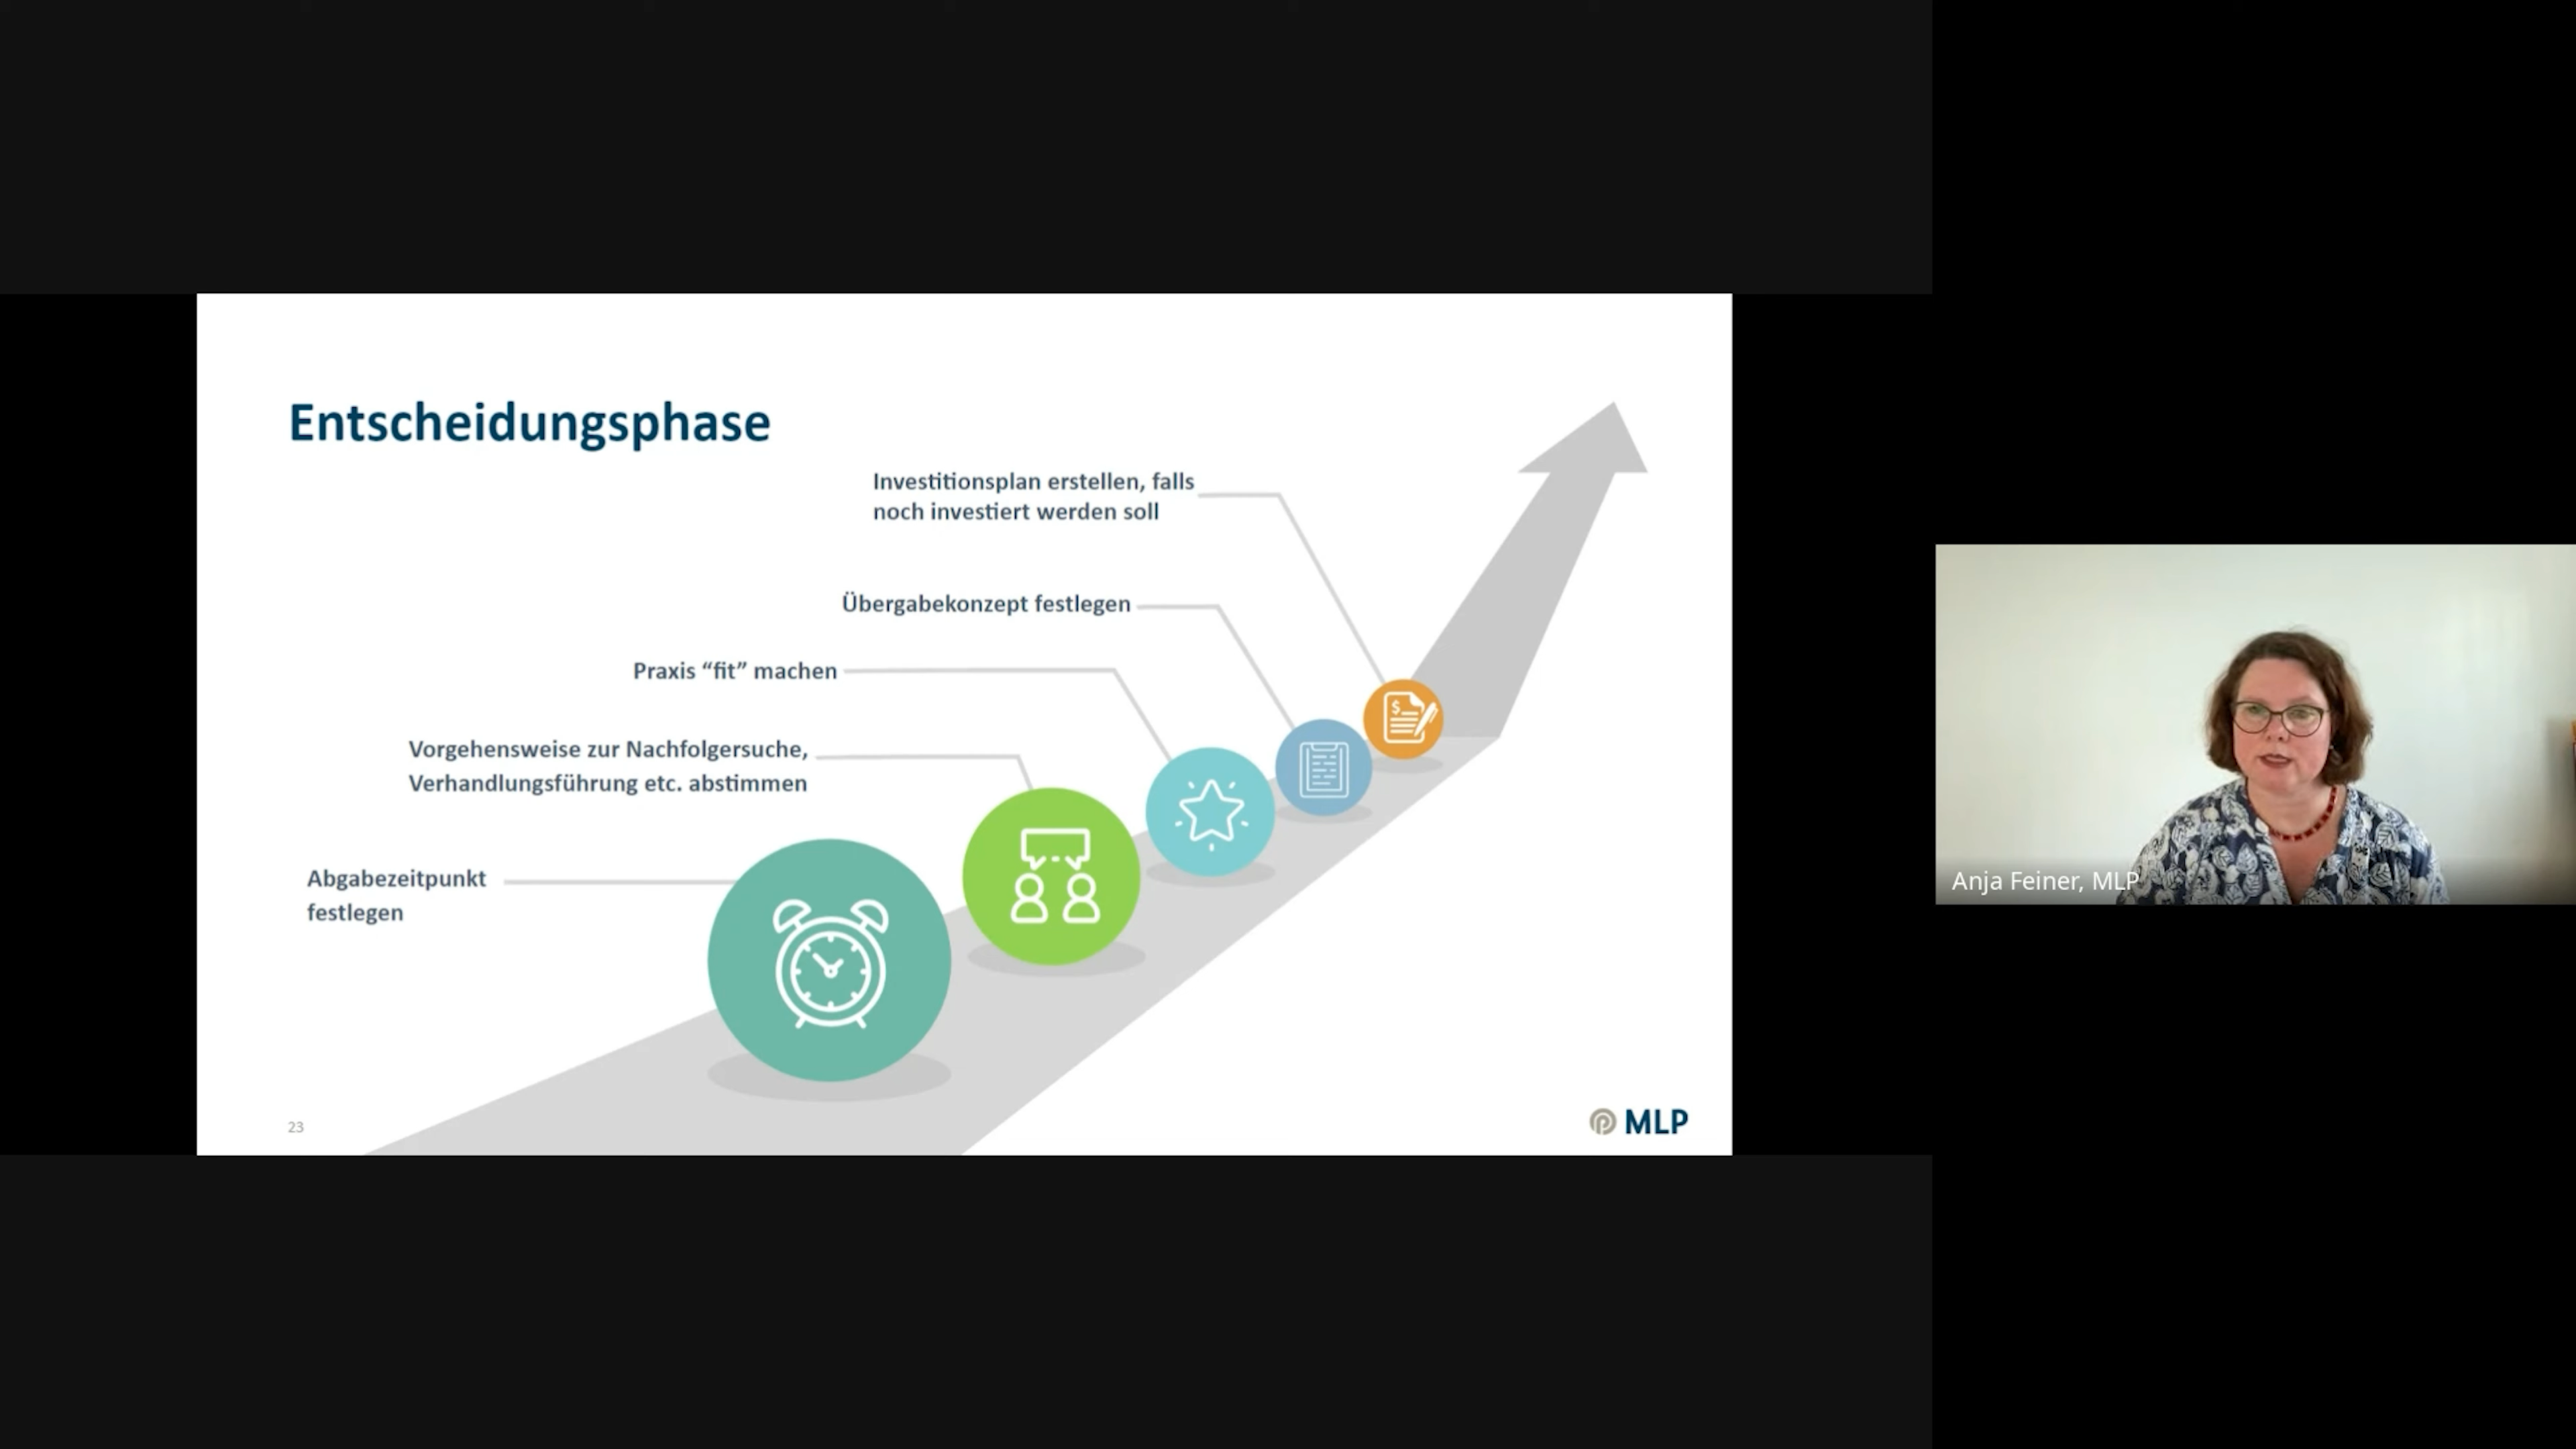 Entscheidungsphase
Investitionsplan erstellen, falls
noch investiert werden soll
Übergabekonzept festlegen
Praxis “fit” machen
Vorgehensweise zur Nachfolgersuche,
Verhandlungsführung etc. abstimmen
Abgabezeitpunkt
festlegen
23
MLP
Anja Feiner, MLP